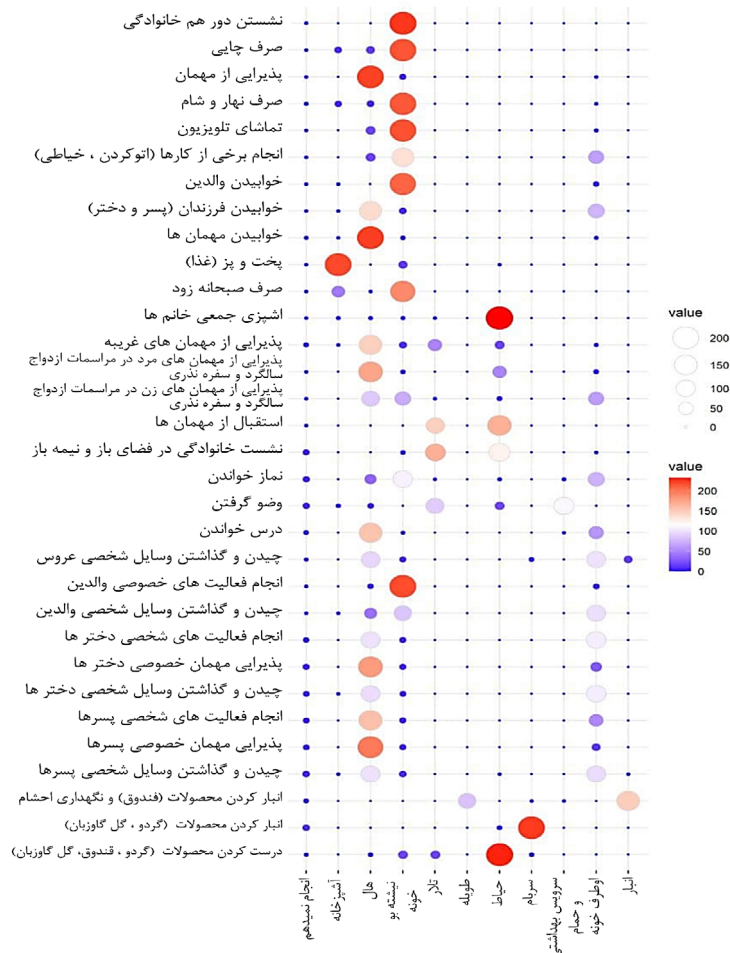 نشستن دور هم خانوادگی
صرف چایی
پذیرایی از مهمان
صرف نهار و شام
تماشای تلویزیون
انجام برخی از کارها (اتوکردن ، خیاطی)
خوابیدن والدین
خوابیدن فرزندان (پسر و دختر)
خوابیدن مهمان ها
پخت و پز (غذا)
صرف صبحانه زود
اشپزی جمعی خانم ها
پذیرایی از مهمان های غریبه
پذیرایی از مهمان های مرد در مراسمات ازدواج
سالگرد و سفره نذری
پذیرایی از مهمان های زن در مراسمات ازدواج
سالگرد و سفره نذری
استقبال از مهمان ها
نشست خانوادگی در فضای باز و نیمه باز
نماز خواندن
وضو گرفتن
درس خواندن
چیدن و گذاشتن وسایل شخصی عروس
انجام فعالیت های خصوصی والدین
چیدن و گذاشتن وسایل شخصی والدین
انجام فعالیت های شخصی دختر ها
پذیرایی مهمان خصوصی دختر ها
چیدن و گذاشتن وسایل شخصی دختر ها
انجام فعالیت های شخصی پسرها
پذیرایی مهمان خصوصی پسرها
چیدن و گذاشتن وسایل شخصی پسرها
انبار کردن محصولات (فندوق) و نگهداری احشام
انبار کردن محصولات (گردو ، گل گاوزبان)
درست کردن محصولات (گردو ، فندوق، گل گاوزبان)
انجام نمیدهم
آشپزخانه
هال
نیشته بو
خونه
تلار
طویله
حیاط
سربام
سرویس بهداشتی
و حمام
اوطرف خونه
انبار
value
200
150
100
50
0
value
200
150
100
50
0